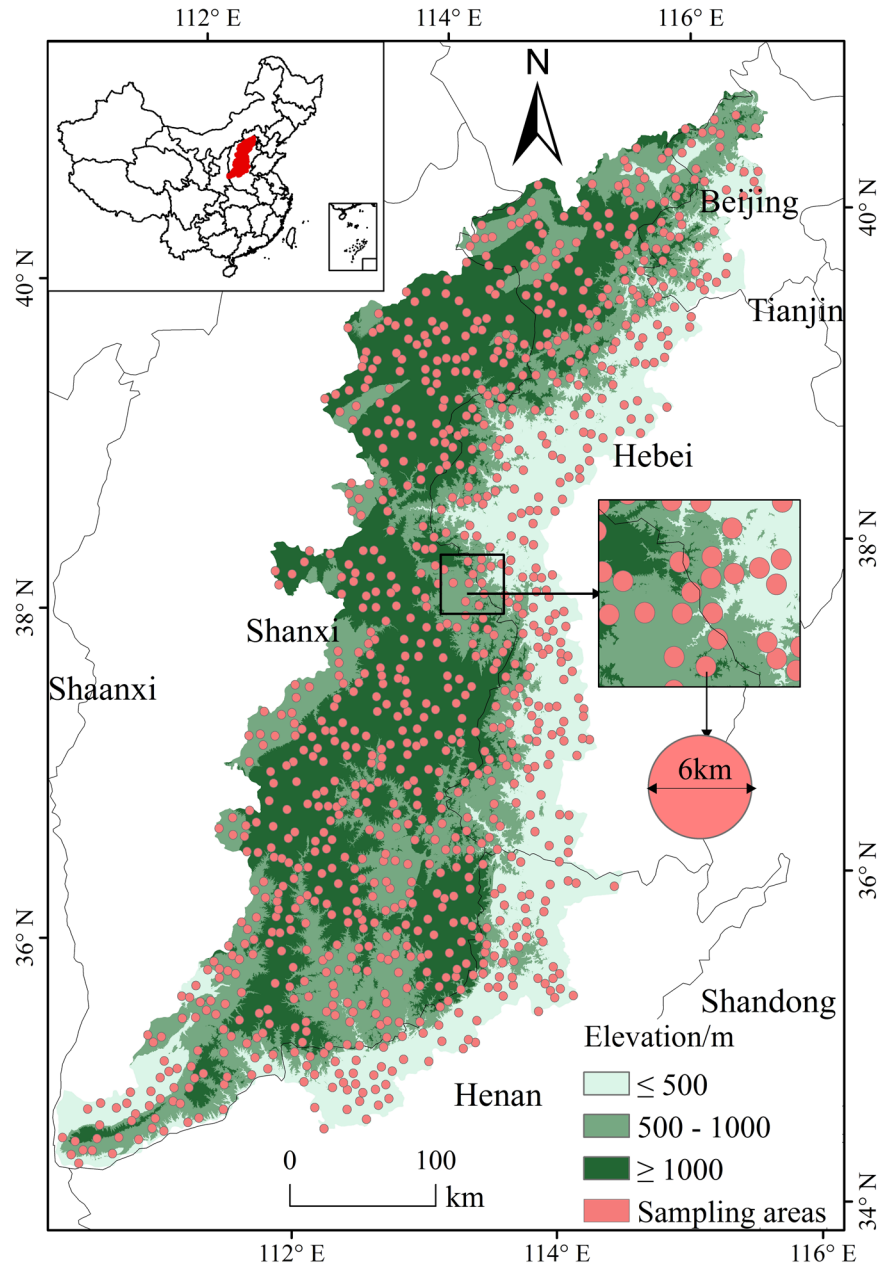 112° E
114° E
116° E
N
Beijing
40° N
40° N
Tianjin
Hebei
38° N
38° N
Shanxi
Shaanxi
6km
36° N
36° N
Shandong
Elevation/m
≤ 500
Henan
500 - 1000
0
100
km
≥ 1000
Sampling areas
34° N
112° E
114° E
116° E